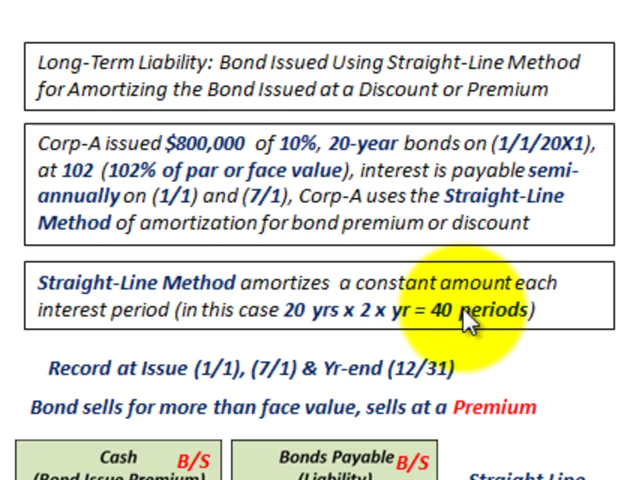 Long-Term Liability: Bond Issued Using Straight-Line Method
for Amortizing the Bond Issued at a Discount or Premium
Corp-A issued $800,000 of 10%, 20-year bonds on (1/1/20X1),
at 102 (102% of par or face value), interest is payable semi-
annually on (1/1) and (7/1), Corp-A uses the Straight-Line
Method of amortization for bond premium or discount
Straight-Line Method amortizes a constant amount each
interest period (in this case 20 yrs x 2 x yr = 40 periods)
Record at Issue (1/1), (7/1) & Yr-end (12/31)
Bond sells for more than face value, sells at a Premium
Cash B/S Bonds Payable B/S
(Bond Issue Premium) (Liability) Straight Line